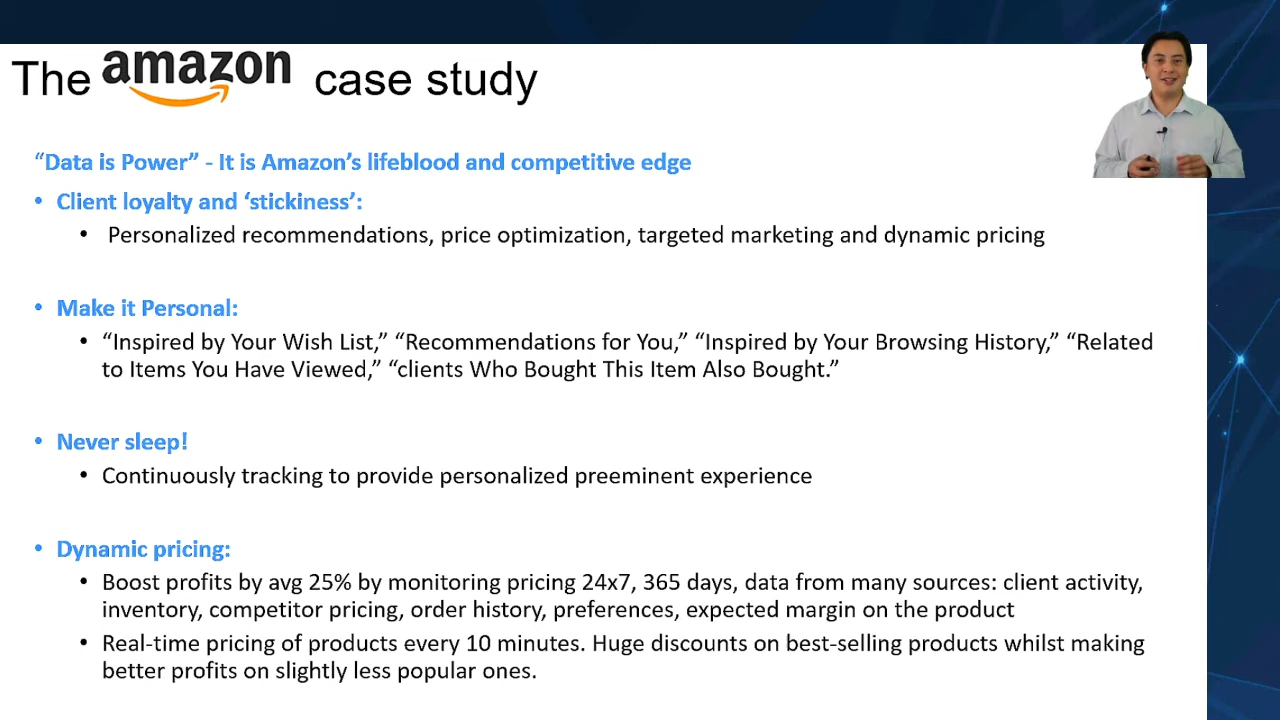 The amazon case study
“Data is Power” - It is Amazon’s lifeblood and competitive edge
• Client loyalty and ‘stickiness’:
• Personalized recommendations, price optimization, targeted marketing and dynamic pricing
• Make it Personal:
• “Inspired by Your Wish List,” “Recommendations for You,” “Inspired by Your Browsing History,” “Related
to Items You Have Viewed,” “clients Who Bought This Item Also Bought.”
• Never sleep!
• Continuously tracking to provide personalized preeminent experience
• Dynamic pricing:
• Boost profits by avg 25% by monitoring pricing 24x7, 365 days, data from many sources: client activity,
inventory, competitor pricing, order history, preferences, expected margin on the product
• Real-time pricing of products every 10 minutes. Huge discounts on best-selling products whilst making
better profits on slightly less popular ones.